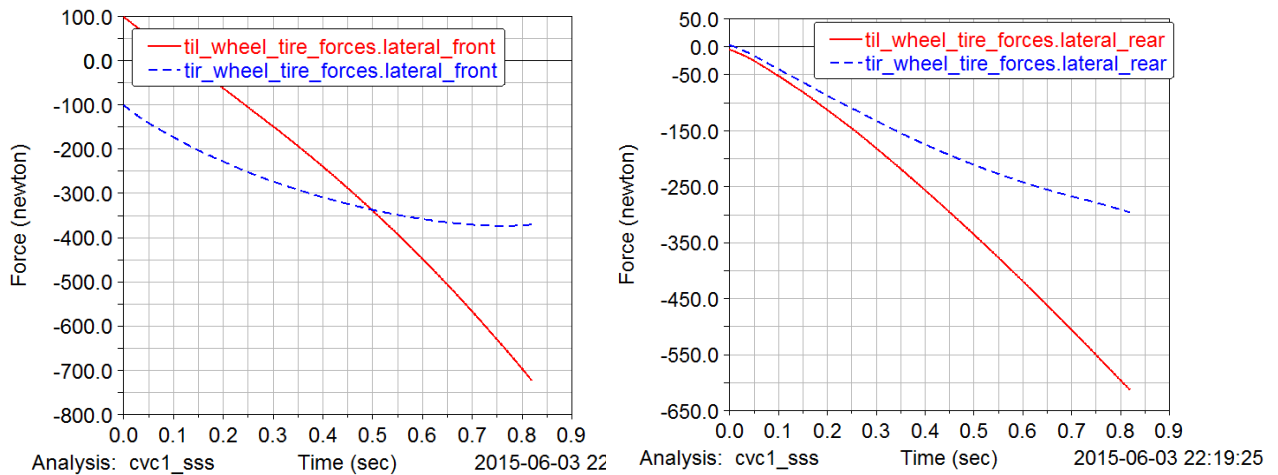 100.0
0.0
-100.0
-200.0
-300.0
-400.0
-500.0
-600.0
-700.0
-800.0
Force (newton)
til_wheel_tire_forces.lateral_front
tir_wheel_tire_forces.lateral_front
0.0 0.1 0.2 0.3 0.4 0.5 0.6 0.7 0.8 0.9
Analysis: cvc1_sss Time (sec) 2015-06-03 22
50.0
0.0
-50.0
-150.0
-250.0
-350.0
-450.0
-550.0
-650.0
Force (newton)
til_wheel_tire_forces.lateral_rear
tir_wheel_tire_forces.lateral_rear
0.0 0.1 0.2 0.3 0.4 0.5 0.6 0.7 0.8 0.9
Analysis: cvc1_sss Time (sec) 2015-06-03 22:19:25